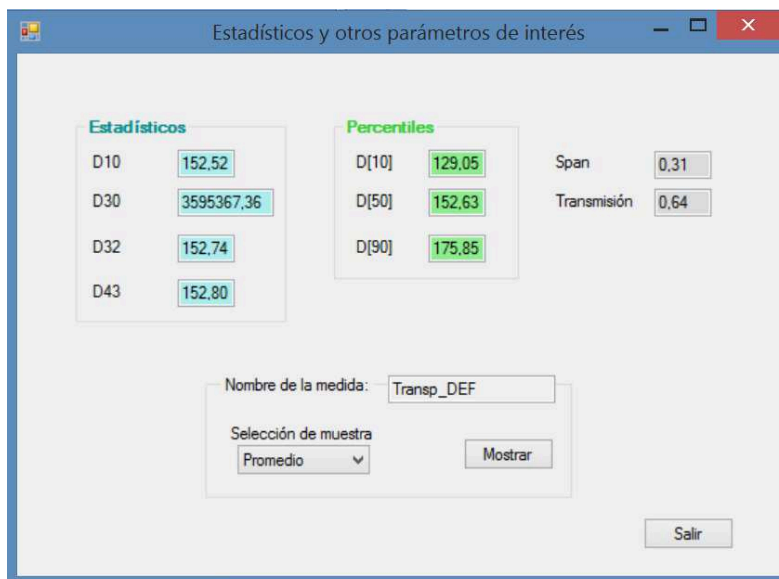 Estadísticos y otros parámetros de interés
Estadísticos
D10 152,52
D30 3595367,36
D32 152,74
D43 152,80
Percentiles
D[10] 129,05
D[50] 152,63
D[90] 175,85
Span 0,31
Transmisión 0,64
Nombre de la medida: Transp_DEF
Selección de muestra
Promedio
Mostrar
Salir